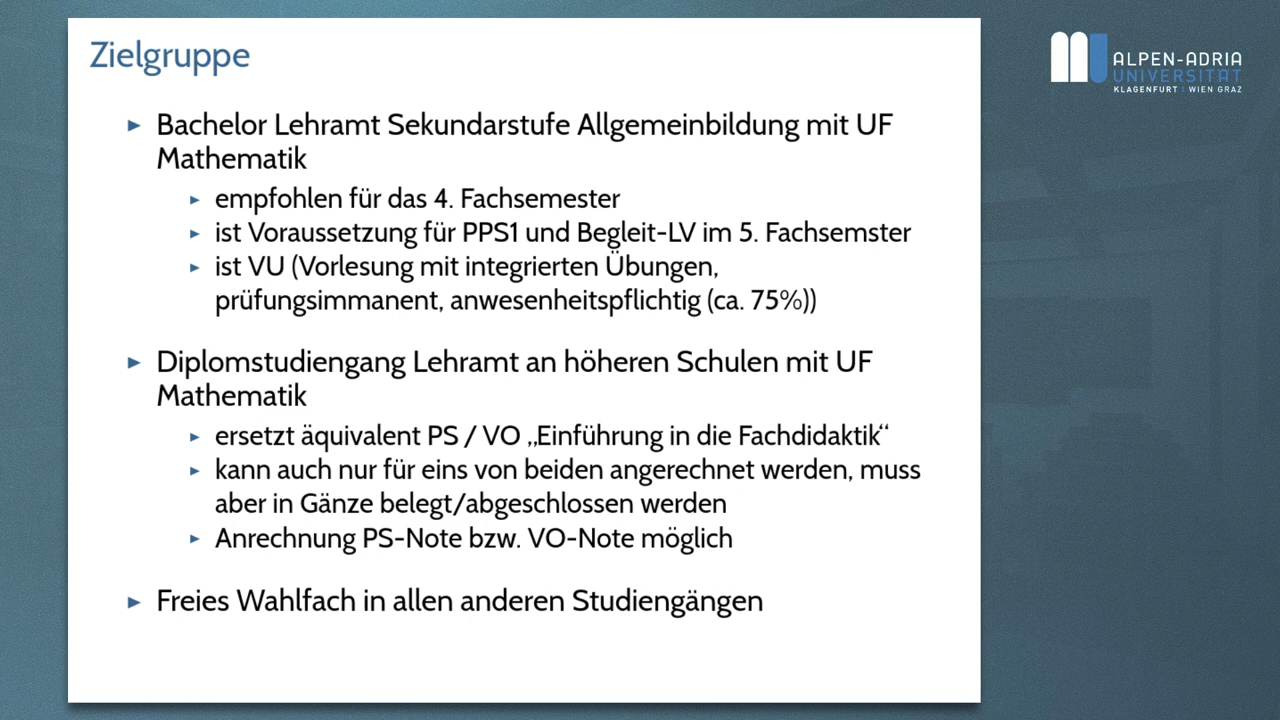 Zielgruppe
► Bachelor Lehramt Sekundarstufe Allgemeinbildung mit UF
Mathematik
► empfohlen für das 4. Fachsemester
► ist Voraussetzung für PPS1 und Begleit-LV im 5. Fachsemster
► ist VU (Vorlesung mit integrierten Übungen,
prüfungsimmanent, anwesenheitspflichtig (ca. 75%))
► Diplomstudiengang Lehramt an höheren Schulen mit UF
Mathematik
► ersetzt äquivalent PS / VO „Einführung in die Fachdidaktik“
► kann auch nur für eins von beiden angerechnet werden, muss
aber in Gänze belegt/abgeschlossen werden
► Anrechnung PS-Note bzw. VO-Note möglich
► Freies Wahlfach in allen anderen Studiengängen
ALPEN-ADRIA
UNIVERSITÄT
KLAGENFURT | WIEN GRAZ